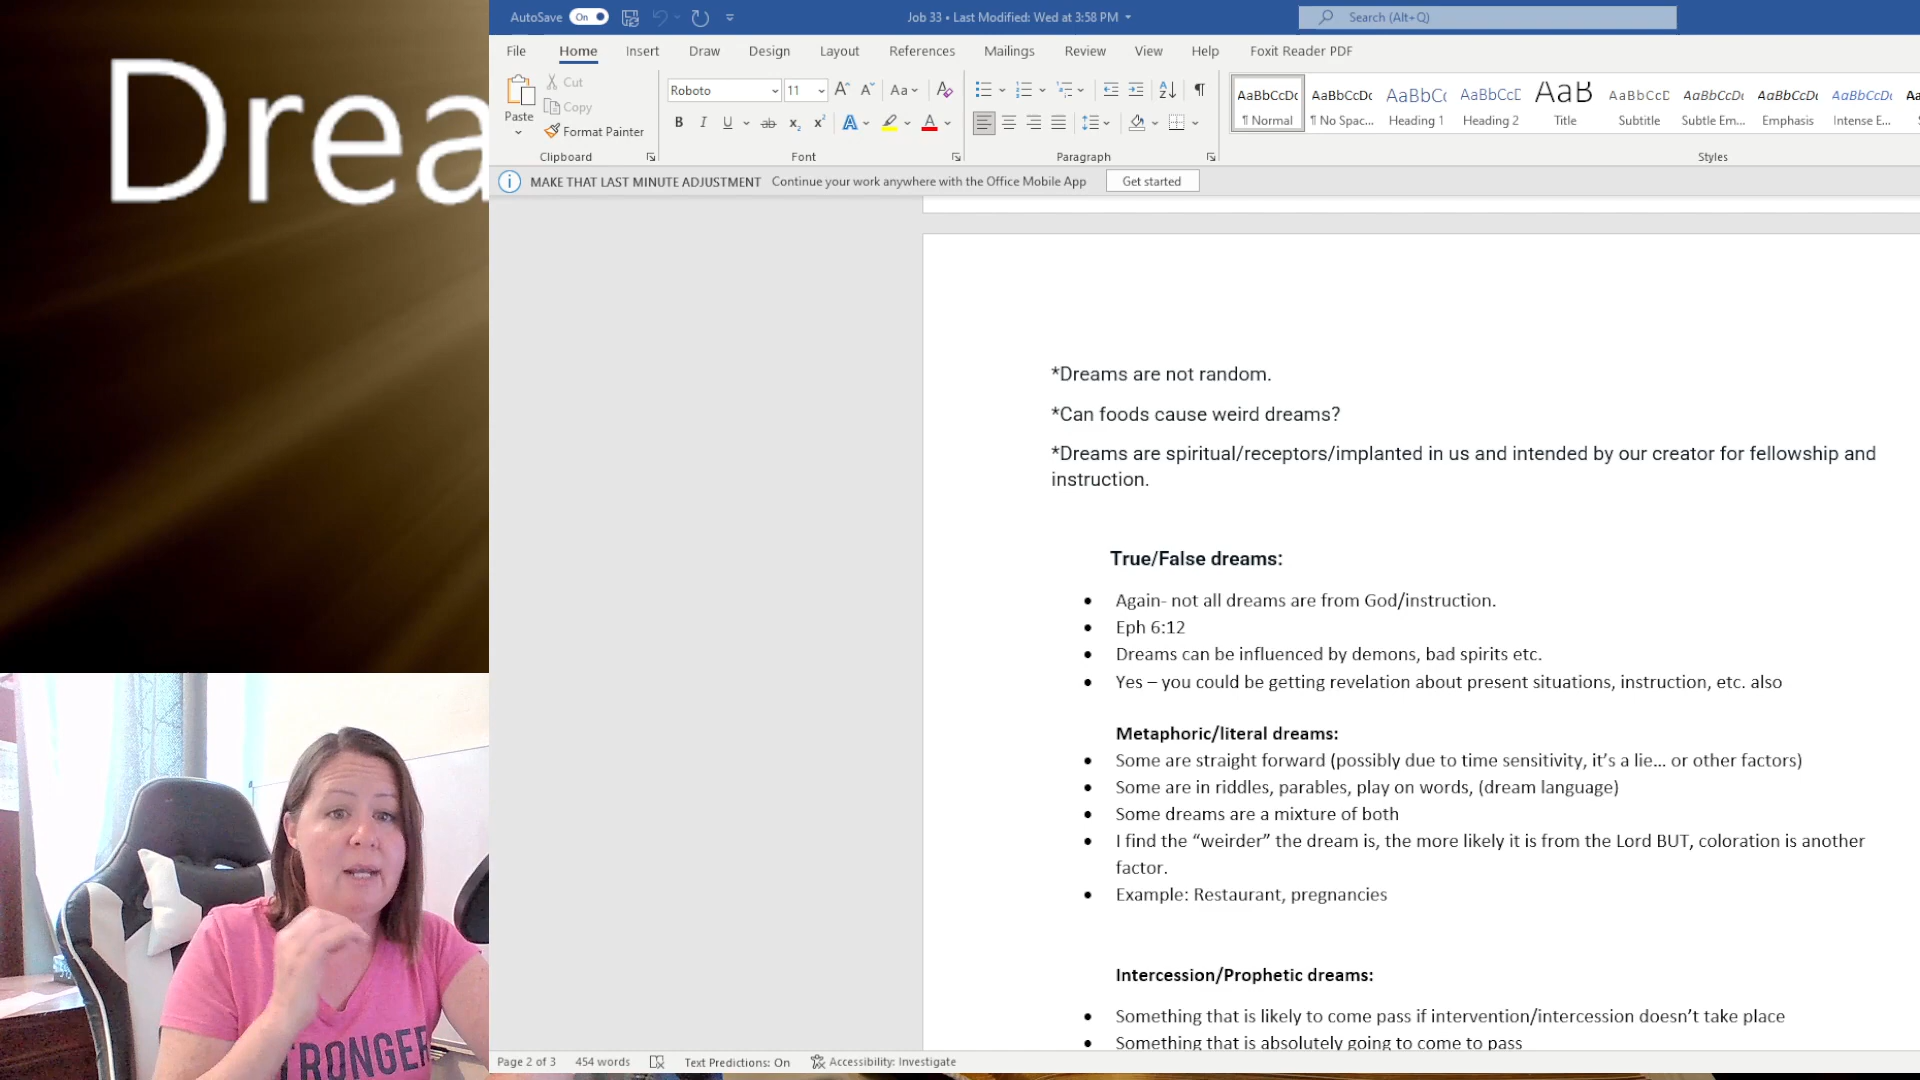 Drea
AutoSave On Job 33 • Last Modified: Wed at 3:58 PM Search (Alt+Q)
File Home Insert Draw Design Layout References Mailings Review View Help Foxit Reader PDF
Paste Cut Copy Format Painter
Roboto 11
Clipboard Font Paragraph Styles
AaBbCcDc AaBbCcDc AaBbCc AaBbCcD AaB AaBbCcD AaBbCcDc AaBbCcDc AaBbCcDc
¶ Normal ¶ No Spac... Heading 1 Heading 2 Title Subtitle Subtle Em... Emphasis Intense E...
MAKE THAT LAST MINUTE ADJUSTMENT Continue your work anywhere with the Office Mobile App Get started
*Dreams are not random.
*Can foods cause weird dreams?
*Dreams are spiritual/receptors/implanted in us and intended by our creator for fellowship and
instruction.
True/False dreams:
• Again- not all dreams are from God/instruction.
• Eph 6:12
• Dreams can be influenced by demons, bad spirits etc.
• Yes – you could be getting revelation about present situations, instruction, etc. also
Metaphoric/literal dreams:
• Some are straight forward (possibly due to time sensitivity, it’s a lie... or other factors)
• Some are in riddles, parables, play on words, (dream language)
• Some dreams are a mixture of both
• I find the “weirder” the dream is, the more likely it is from the Lord BUT, coloration is another
factor.
• Example: Restaurant, pregnancies
Intercession/Prophetic dreams:
• Something that is likely to come pass if intervention/intercession doesn’t take place
• Something that is absolutely going to come to pass
Page 2 of 3 454 words Text Predictions: On Accessibility: Investigate
TRONGER